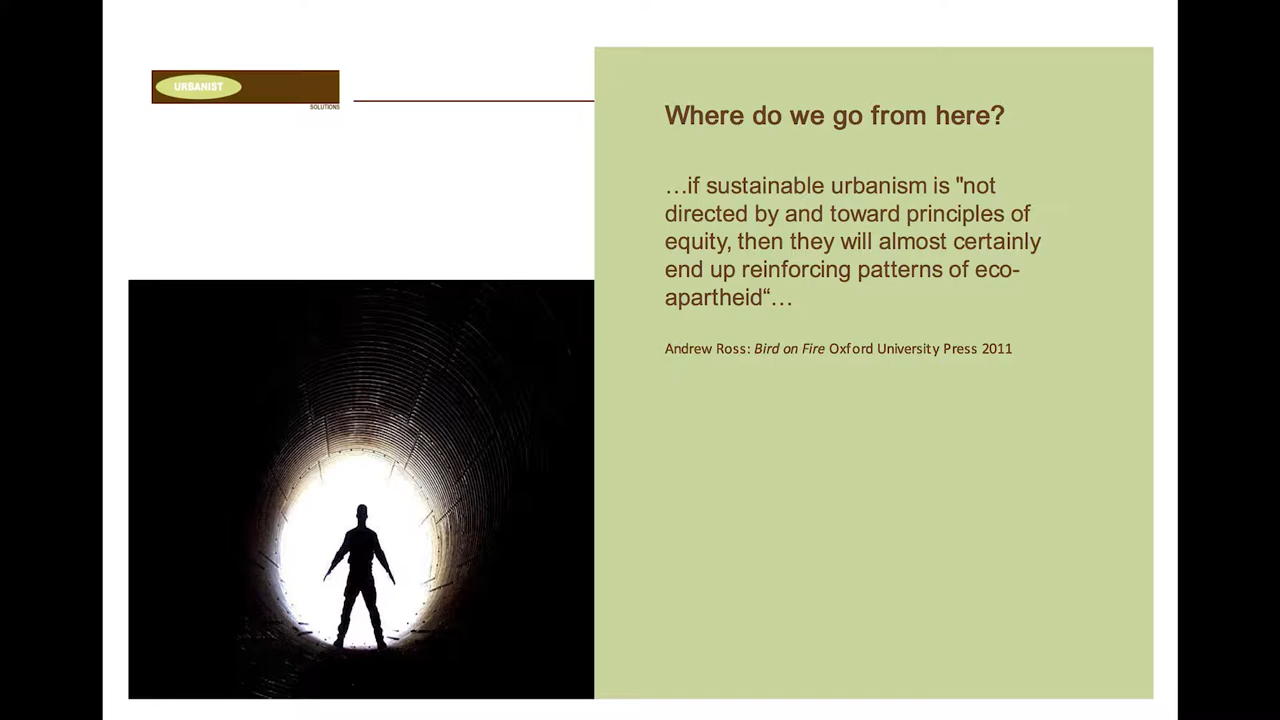 URBANIST
SOLUTIONS
Where do we go from here?
…if sustainable urbanism is "not
directed by and toward principles of
equity, then they will almost certainly
end up reinforcing patterns of eco-
apartheid“…
Andrew Ross: Bird on Fire Oxford University Press 2011